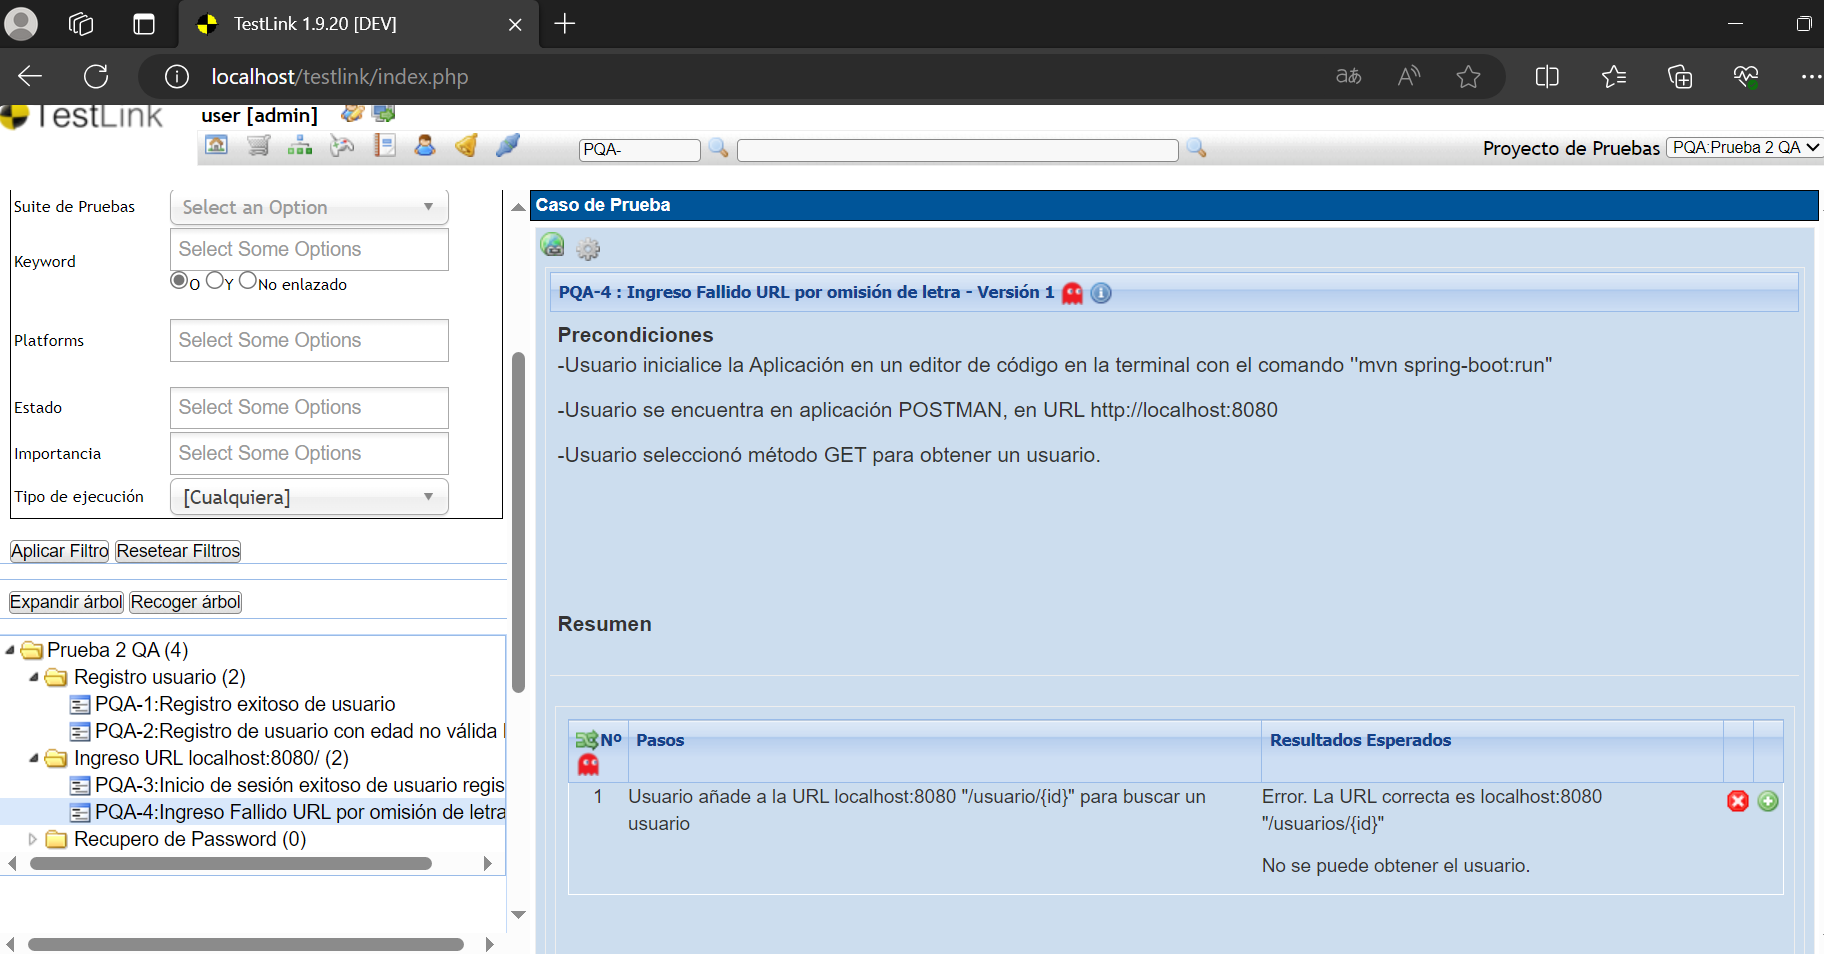 TestLink 1.9.20 [DEV]
localhost/testlink/index.php
TestLink
user [admin]
PQA-
Proyecto de Pruebas
PQA:Prueba 2 QA
Suite de Pruebas
Select an Option
Keyword
Select Some Options
O Y No enlazado
Platforms
Select Some Options
Estado
Select Some Options
Importancia
Select Some Options
Tipo de ejecución
[Cualquiera]
Aplicar Filtro Resetear Filtros
Expandir árbol Recoger árbol
Prueba 2 QA (4)
Registro usuario (2)
PQA-1:Registro exitoso de usuario
PQA-2:Registro de usuario con edad no válida
Ingreso URL localhost:8080/ (2)
PQA-3:Inicio de sesión exitoso de usuario regis
PQA-4:Ingreso Fallido URL por omisión de letra
Recupero de Password (0)
Caso de Prueba
PQA-4 : Ingreso Fallido URL por omisión de letra - Versión 1
Precondiciones
-Usuario inicialice la Aplicación en un editor de código en la terminal con el comando "mvn spring-boot:run"
-Usuario se encuentra en aplicación POSTMAN, en URL http://localhost:8080
-Usuario seleccionó método GET para obtener un usuario.
Resumen
Nº Pasos Resultados Esperados
1 Usuario añade a la URL localhost:8080 "/usuario/{id}" para buscar un
usuario
Error. La URL correcta es localhost:8080
"/usuarios/{id}"
No se puede obtener el usuario.